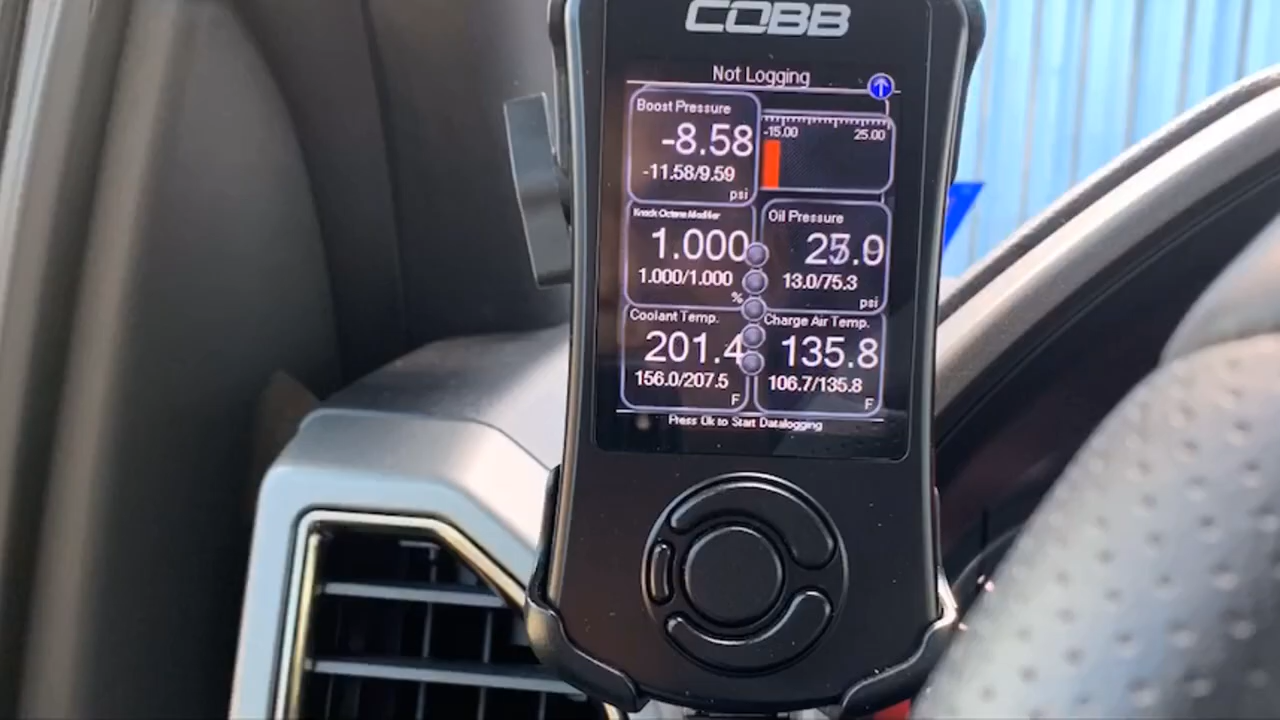 COBB
Not Logging
Boost Pressure
-8.58
-11.58/9.59
psi
-15.00 25.00
Knock Octane Modifier
1.000
1.000/1.000
%
Oil Pressure
13.0/75.3
psi
Coolant Temp.
201.4
156.0/207.5
F
Charge Air Temp.
135.8
106.7/135.8
F
Press Ok to Start Datalogging